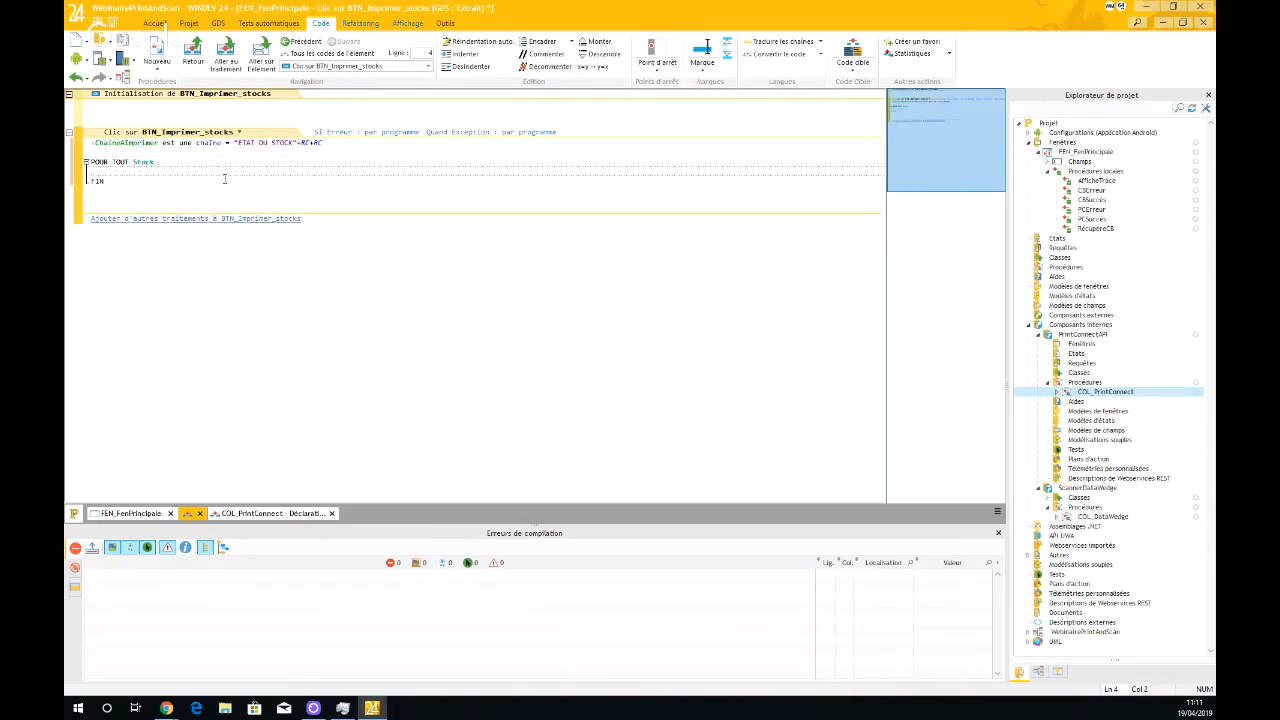 WebinairePrintAndScan - WINDEV 24 - [FEN_FenPrincipale - Clic sur BTN_Imprimer_stocks (GDS : Extrait) *]
Accueil Projet GDS Tests automatiques Code Refactoring Affichage Outils
Nouveau Retour Aller au traitement Aller sur l'élément
Précédent Suivant Ligne : 4
Tous les codes de l'élément
Clic sur BTN_Imprimer_stocks
Réindentation auto. Encadrer Monter
Indenter Commenter Descendre
Désindenter Décommenter x=y → y=x
Point d'arrêt Marque
Traduire les chaînes
Convertir le code
Code cible
Créer un favori
Statistiques
Procédures Navigation Edition Points d'arrêt Marques Langues Code Cible Autres actions
Initialisation de BTN_Imprimer_stocks
Clic sur BTN_Imprimer_stocks * Si Erreur : par programme Quand Exception : par programme
ChaineAImprimer est une chaîne = "ETAT DU STOCK"+RC+RC
POUR TOUT Stock
FIN
Ajouter d'autres traitements à BTN_Imprimer_stocks
FEN_FenPrincipale COL_PrintConnect - Déclarati...
Erreurs de compilation
0 0 0 0 0
Lig. Col. Localisation Valeur
Explorateur de projet
Projet
Configurations (Application Android)
Fenêtres
FEN_FenPrincipale
Champs
Procédures locales
AfficheTrace
CBErreur
CBSuccès
PCErreur
PCSuccès
RécupèreCB
Etats
Requêtes
Classes
Procédures
Aides
Modèles de fenêtres
Modèles d'états
Modèles de champs
Composants externes
Composants internes
PrintConnectAPI
Fenêtres
Etats
Requêtes
Classes
Procédures
COL_PrintConnect
Aides
Modèles de fenêtres
Modèles d'états
Modèles de champs
Modélisations souples
Tests
Plans d'action
Télémétries personnalisées
Descriptions de Webservices REST
ScannerDataWedge
Classes
Procédures
COL_DataWedge
Assemblages .NET
API UWA
Webservices importés
Autres
Modélisations souples
Tests
Plans d'action
Télémétries personnalisées
Descriptions de Webservices REST
Documents
Descriptions externes
WebinairePrintAndScan
UML
Ln 4 Col 2 NUM
11:11
19/04/2019